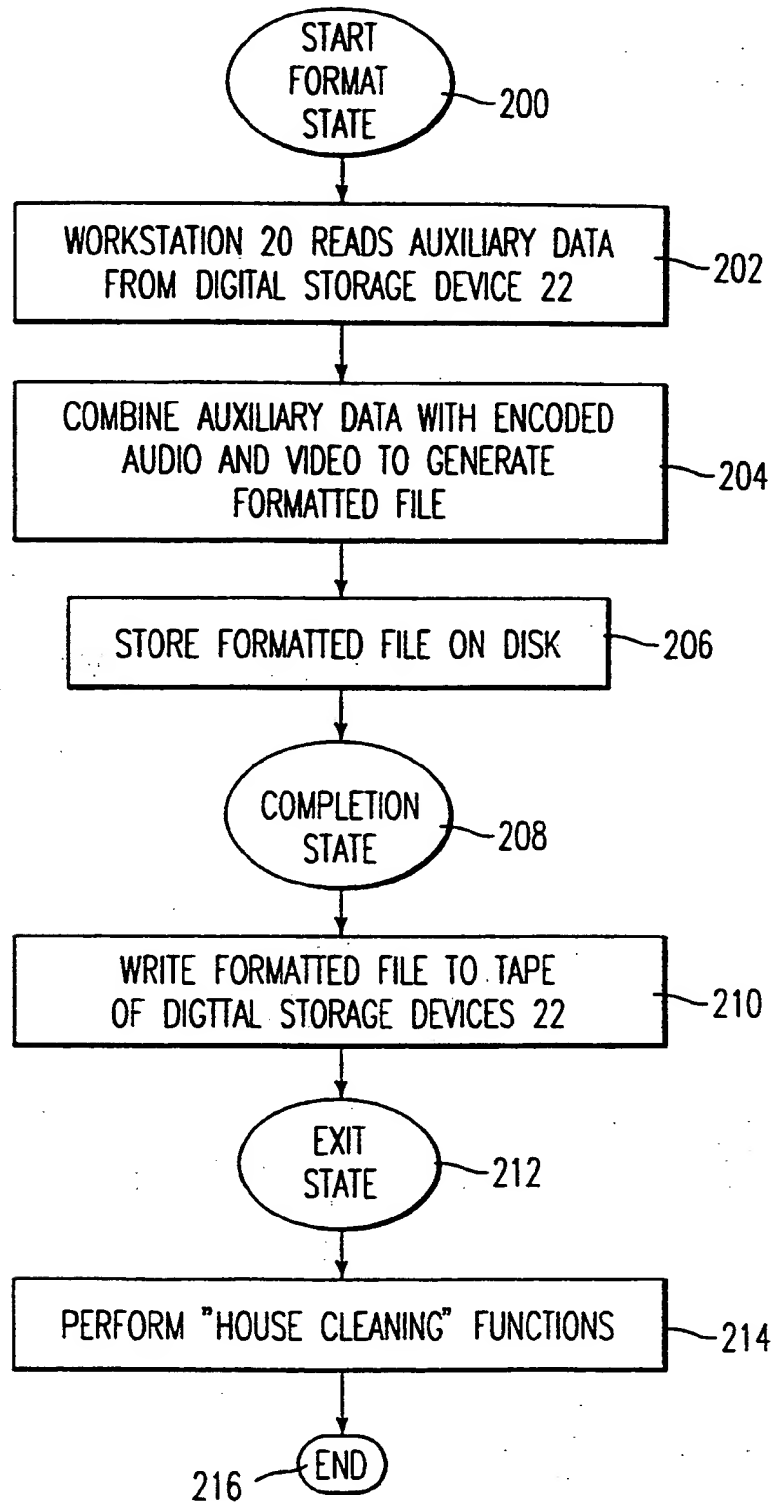 START
FORMAT
STATE
200
WORKSTATION 20 READS AUXILIARY DATA
FROM DIGITAL STORAGE DEVICE 22
202
COMBINE AUXILIARY DATA WITH ENCODED
AUDIO AND VIDEO TO GENERATE
FORMATTED FILE
204
STORE FORMATTED FILE ON DISK
206
COMPLETION
STATE
208
WRITE FORMATTED FILE TO TAPE
OF DIGTTAL STORAGE DEVICES 22
210
EXIT
STATE
212
PERFORM "HOUSE CLEANING" FUNCTIONS
214
END
216